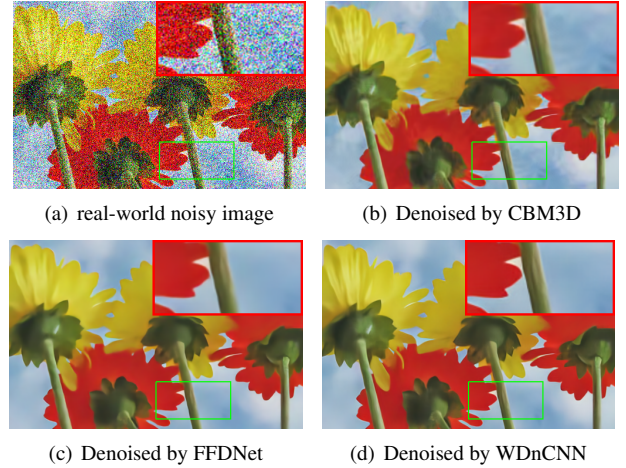 (a) real-world noisy image
(b) Denoised by CBM3D
(c) Denoised by FFDNet
(d) Denoised by WDnCNN